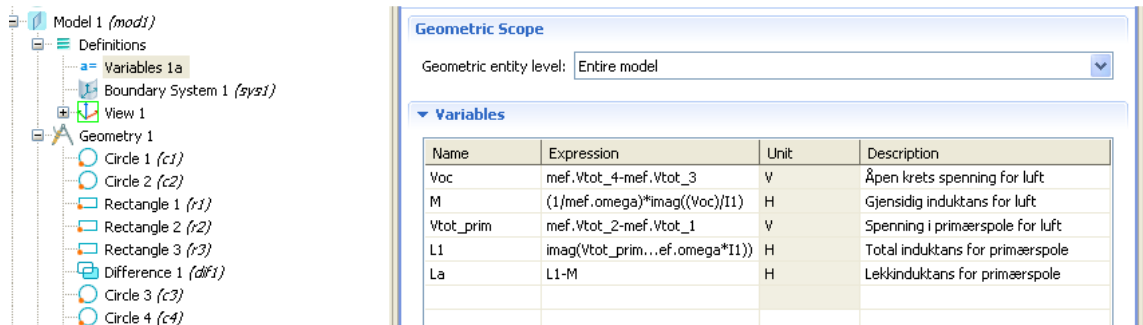 Model 1 (mod1)
Definitions
a= Variables 1a
Boundary System 1 (sys1)
View 1
Geometry 1
Circle 1 (c1)
Circle 2 (c2)
Rectangle 1 (r1)
Rectangle 2 (r2)
Rectangle 3 (r3)
Difference 1 (dif1)
Circle 3 (c3)
Circle 4 (c4)
Geometric Scope
Geometric entity level: Entire model
Variables
Name Expression Unit Description
Voc mef.Vtot_4-mef.Vtot_3 V Åpen krets spenning for luft
M (1/mef.omega)*imag((Voc)/I1) H Gjensidig induktans for luft
Vtot_prim mef.Vtot_2-mef.Vtot_1 V Spenning i primærspole for luft
L1 imag(Vtot_prim...ef.omega*I1)) H Total induktans for primærspole
La L1-M H Lekkinduktans for primærspole